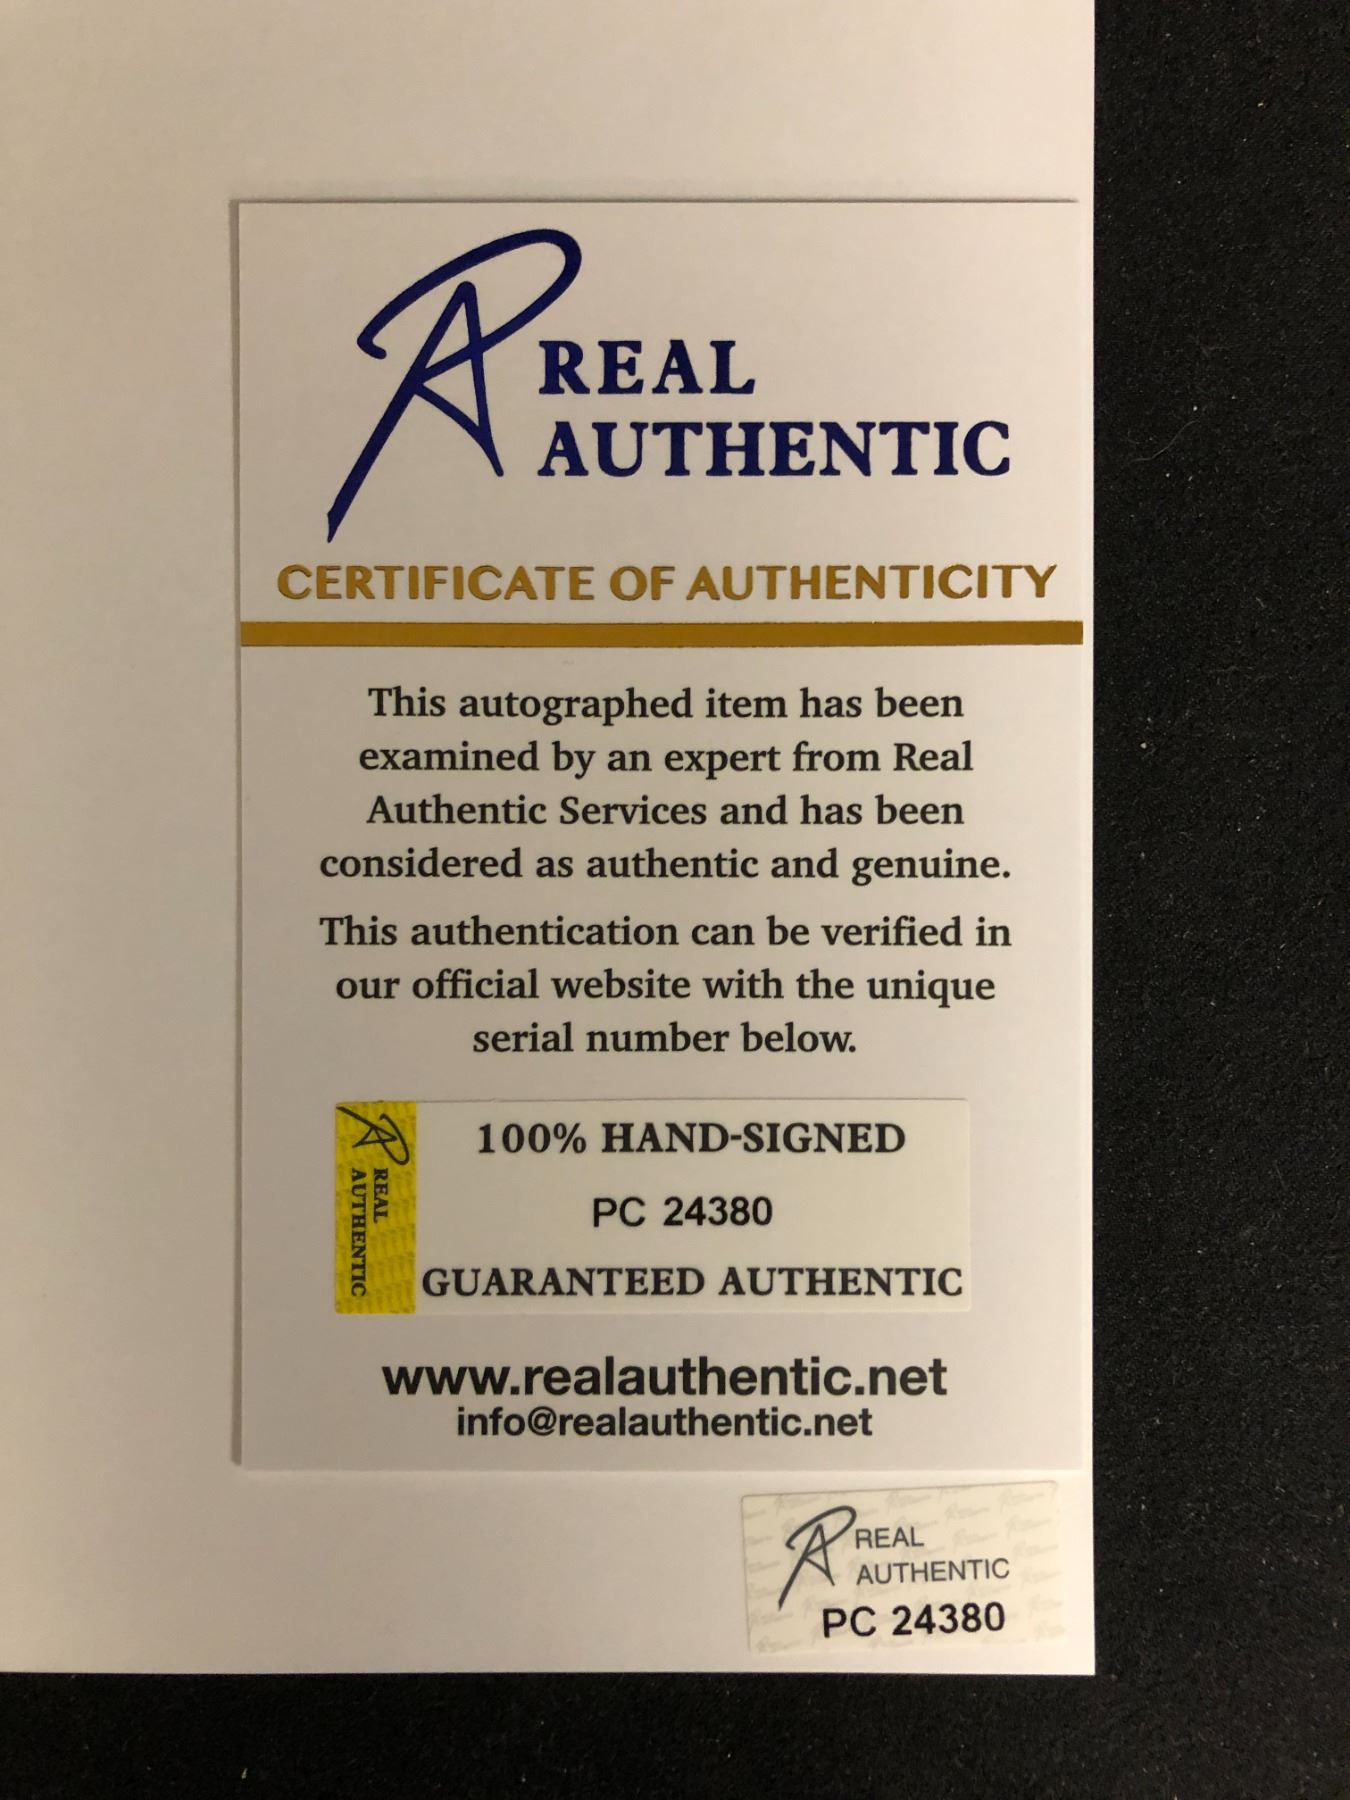 REAL
AUTHENTIC
CERTIFICATE OF AUTHENTICITY
This autographed item has been
examined by an expert from Real
Authentic Services and has been
considered as authentic and genuine.
This authentication can be verified in
our official website with the unique
serial number below.
REAL
AUTHENTIC
100% HAND-SIGNED
PC 24380
GUARANTEED AUTHENTIC
www.realauthentic.net
info@realauthentic.net
REAL
AUTHENTIC
PC 24380